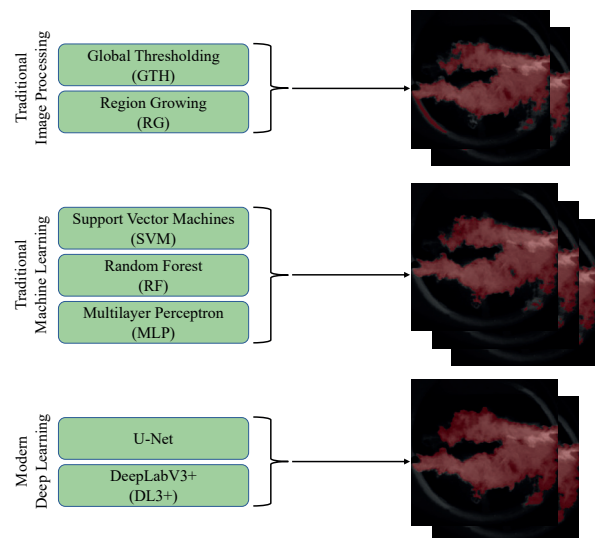 Traditional
Image Processing
Global Thresholding
(GTH)
Region Growing
(RG)
Traditional
Machine Learning
Support Vector Machines
(SVM)
Random Forest
(RF)
Multilayer Perceptron
(MLP)
Modern
Deep Learning
U-Net
DeepLabV3+
(DL3+)